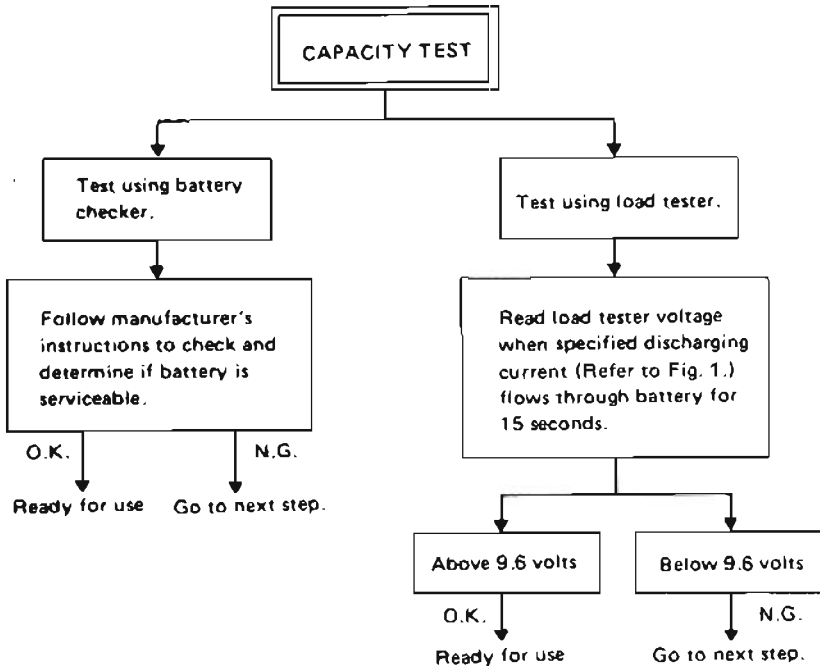 CAPACITY TEST
Test using battery
checker.
Follow manufacturer's
instructions to check and
determine if battery is
serviceable.
O.K.
N.G.
Ready for use
Go to next step.
Test using load tester.
Read load tester voltage
when specified discharging
current (Refer to Fig. 1.)
flows through battery for
15 seconds.
Above 9.6 volts
Below 9.6 volts
O.K.
N.G.
Ready for use
Go to next step.